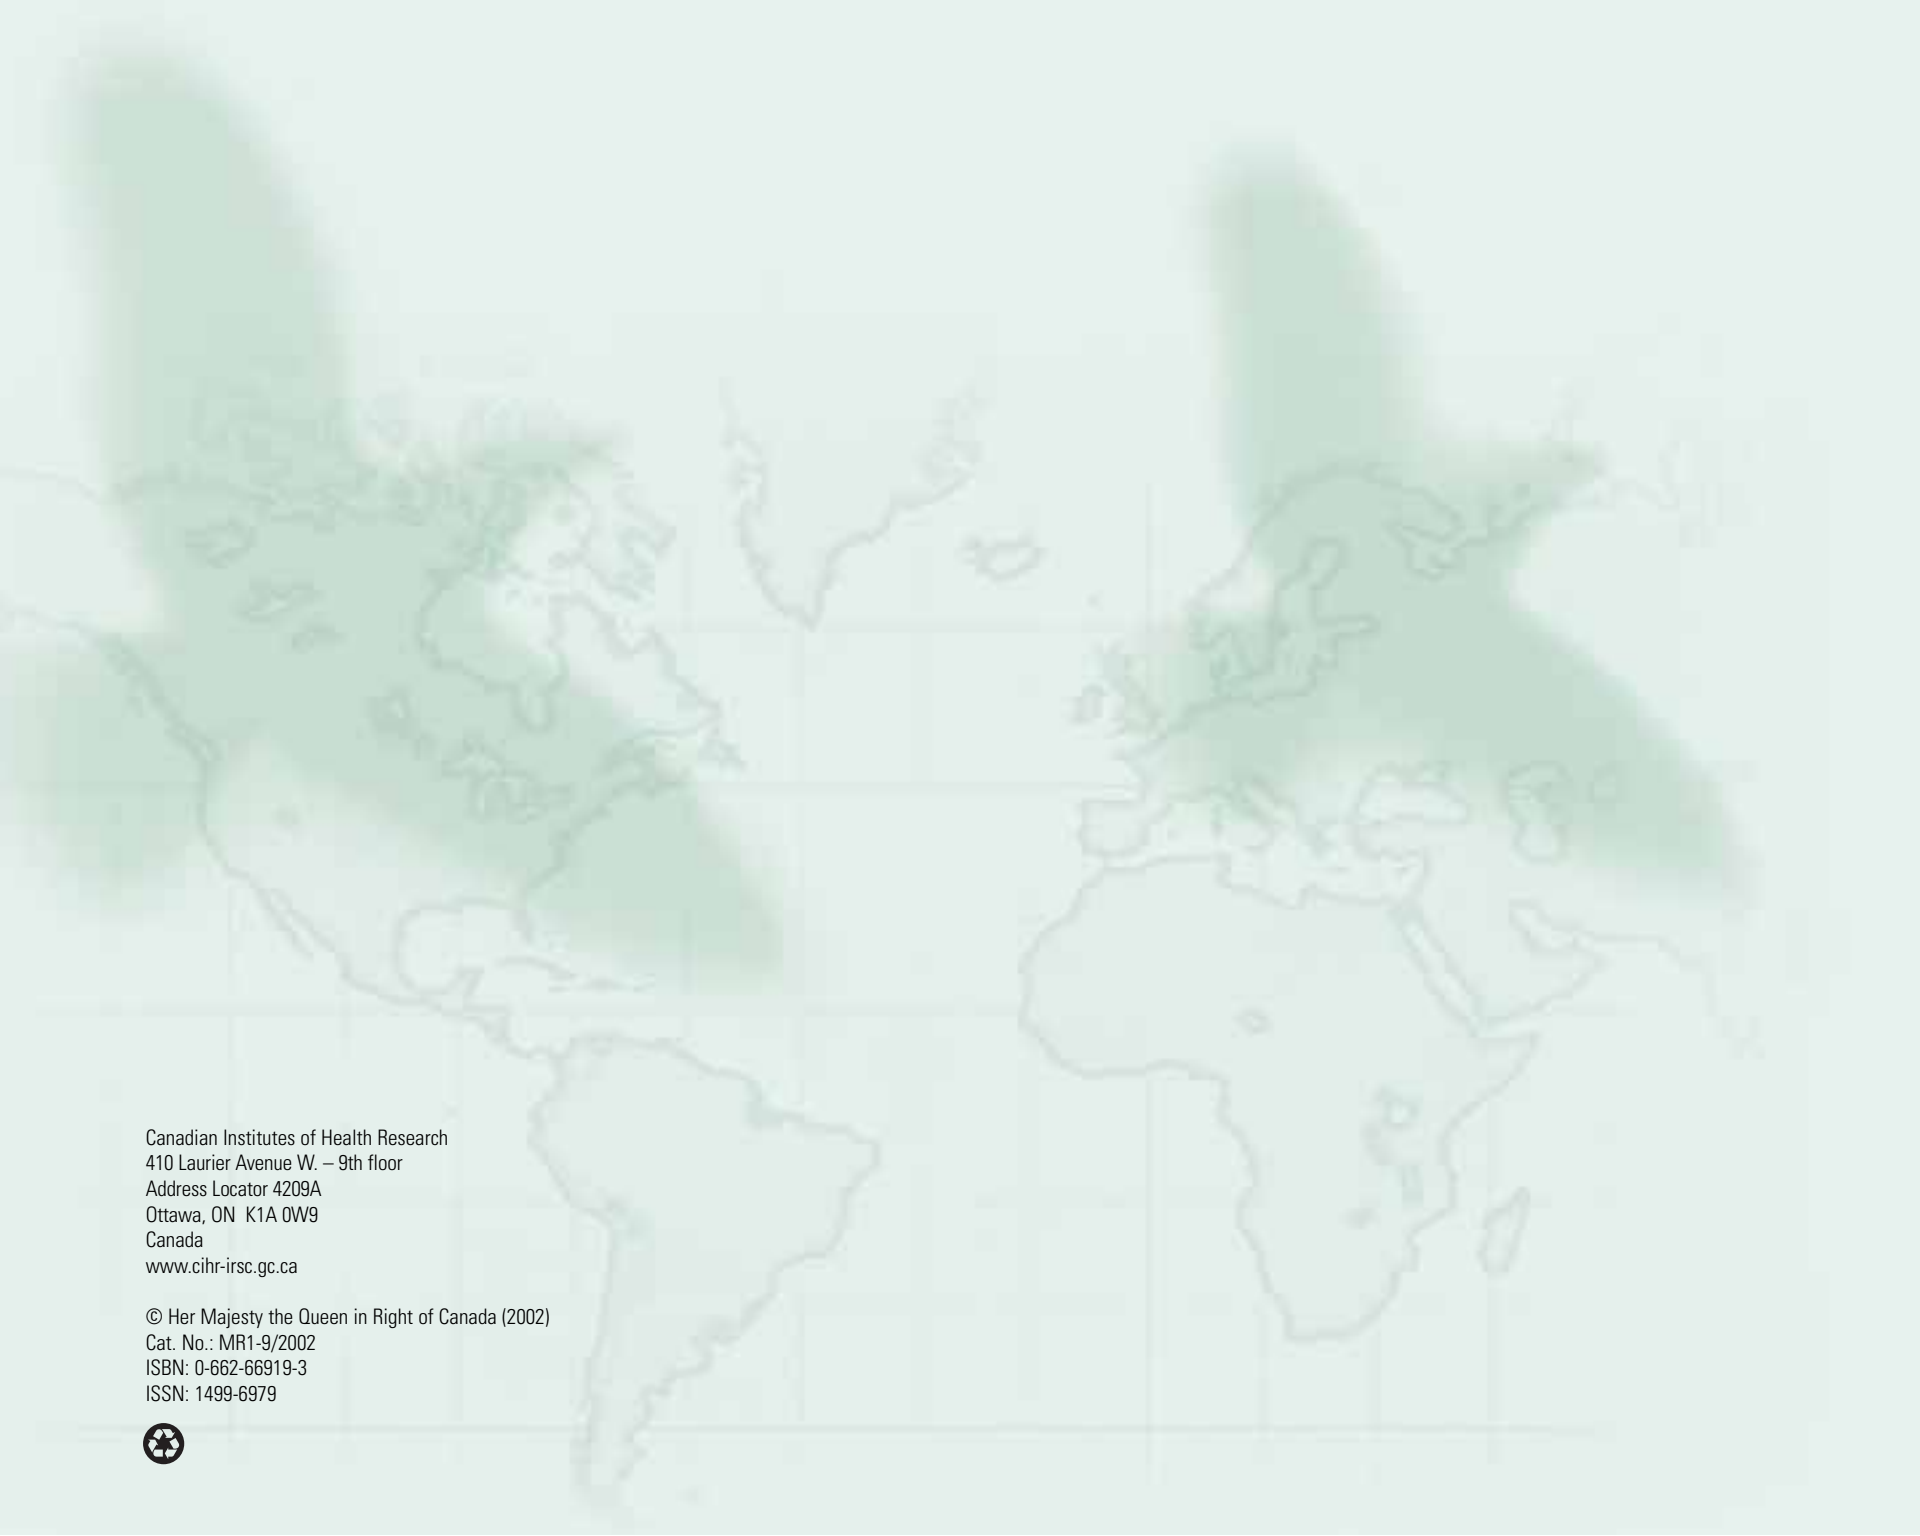 Canadian Institutes of Health Research
410 Laurier Avenue W. – 9th floor
Address Locator 4209A
Ottawa, ON  K1A 0W9
Canada
www.cihr-irsc.gc.ca
© Her Majesty the Queen in Right of Canada (2002)
Cat. No.: MR1-9/2002
ISBN: 0-662-66919-3
ISSN: 1499-6979